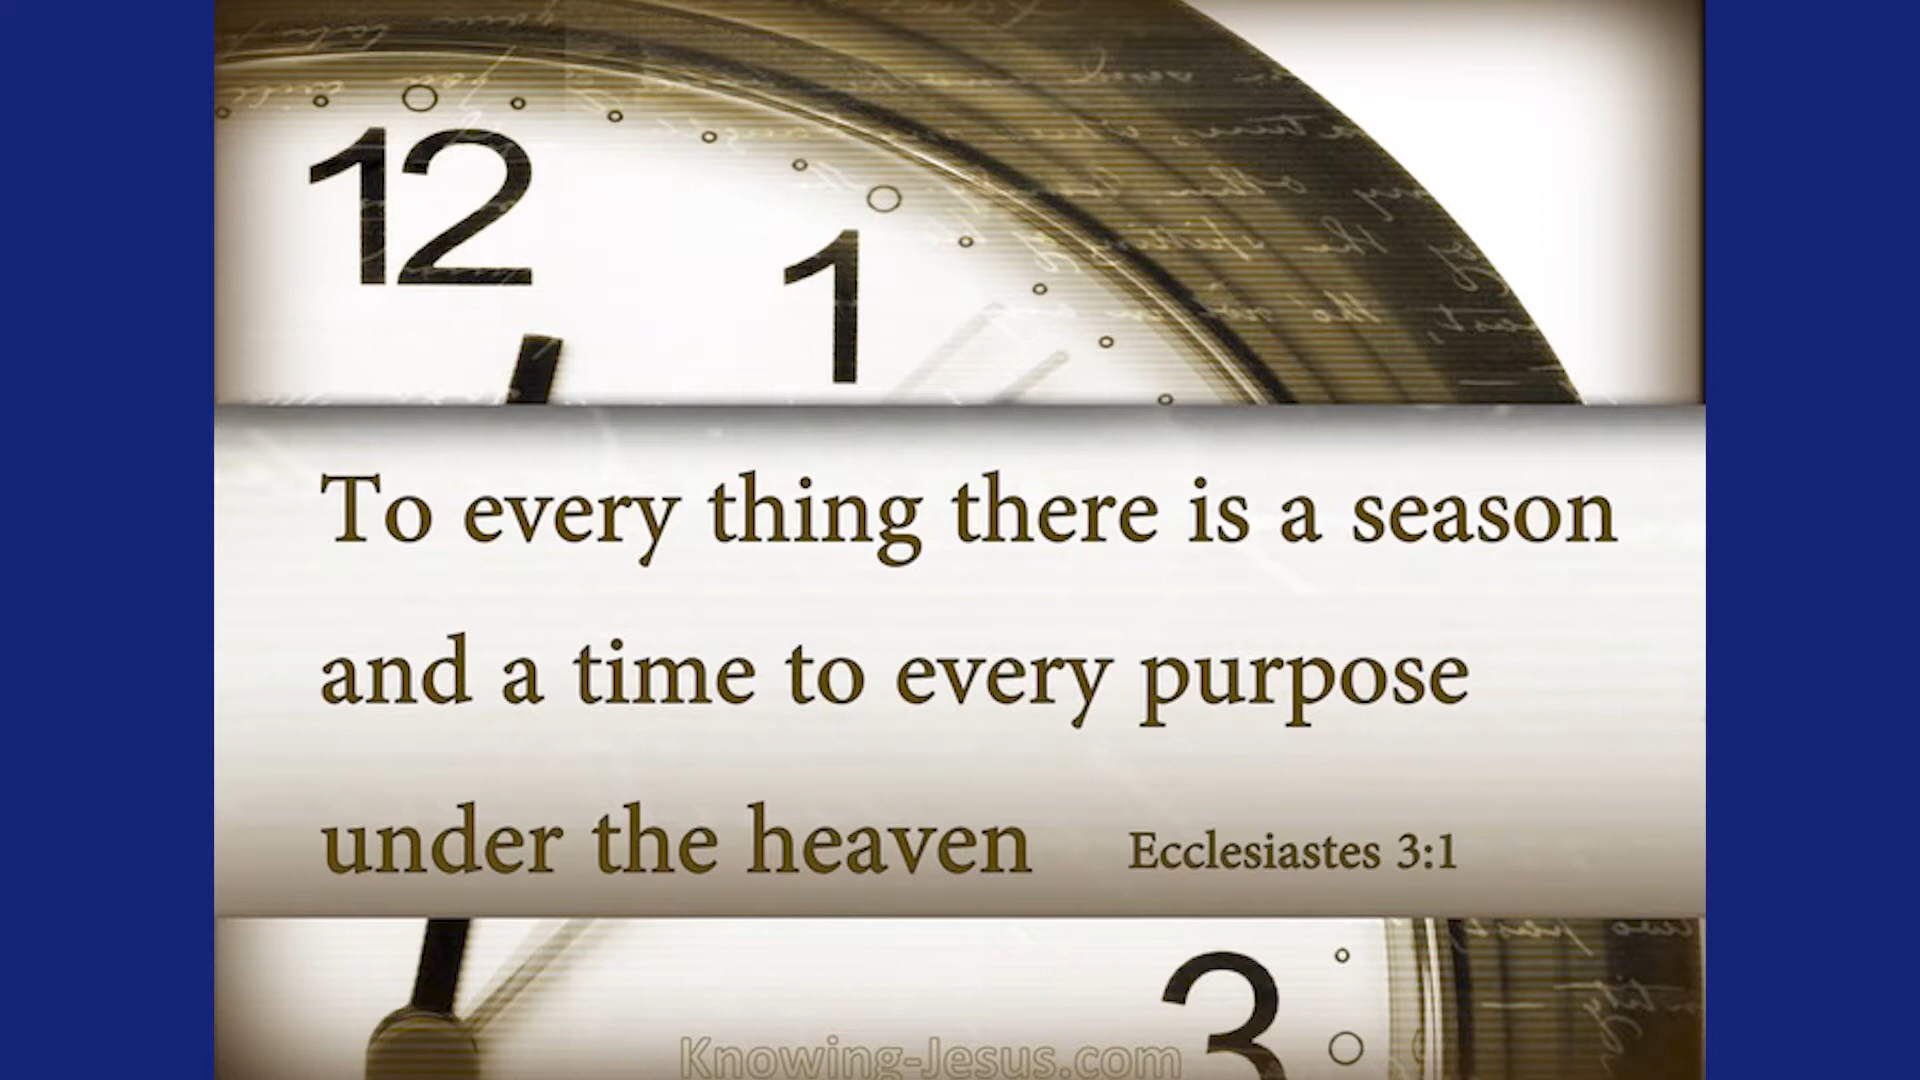 12
1
To every thing there is a season
and a time to every purpose
under the heaven Ecclesiastes 3:1
3
Knowing-Jesus.com